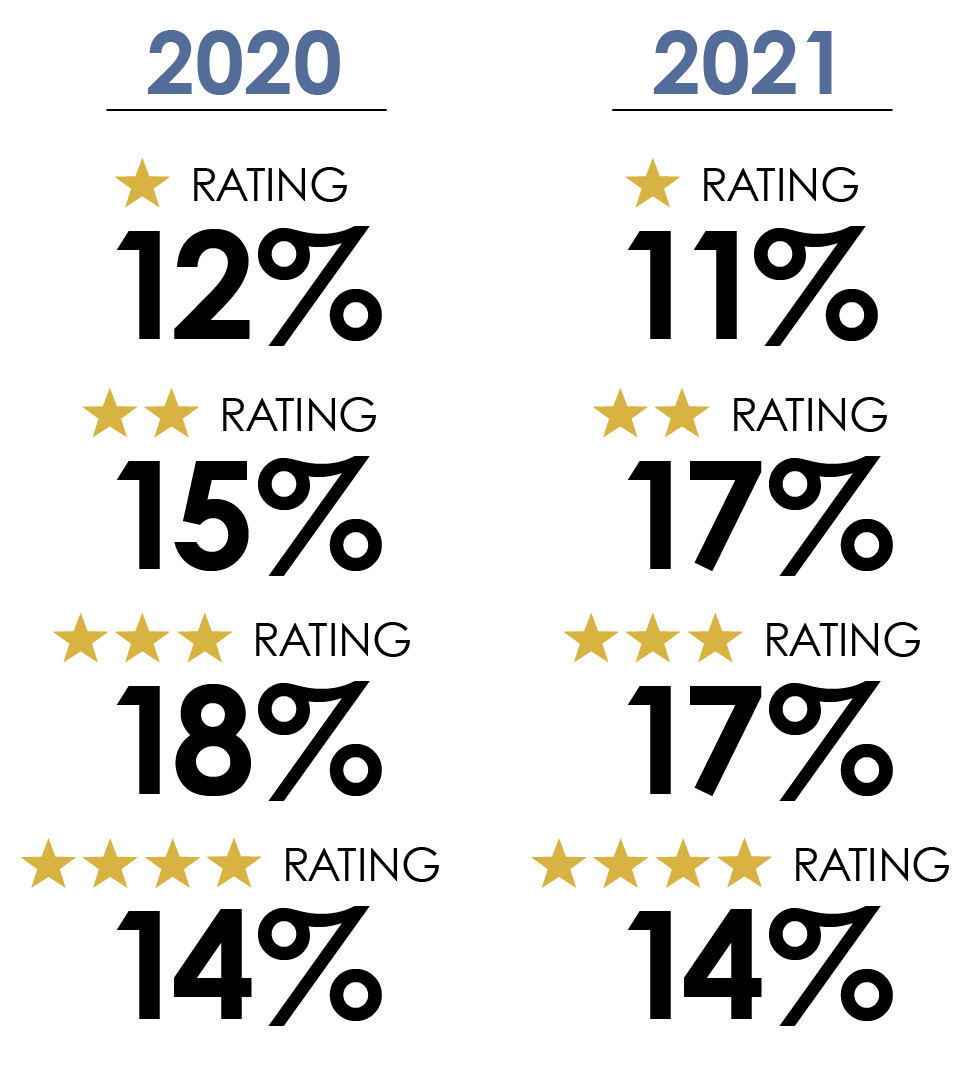 2020
★ RATING
12%
★★ RATING
15%
★★★ RATING
18%
★★★★ RATING
14%
2021
★ RATING
11%
★★ RATING
17%
★★★ RATING
17%
★★★★ RATING
14%